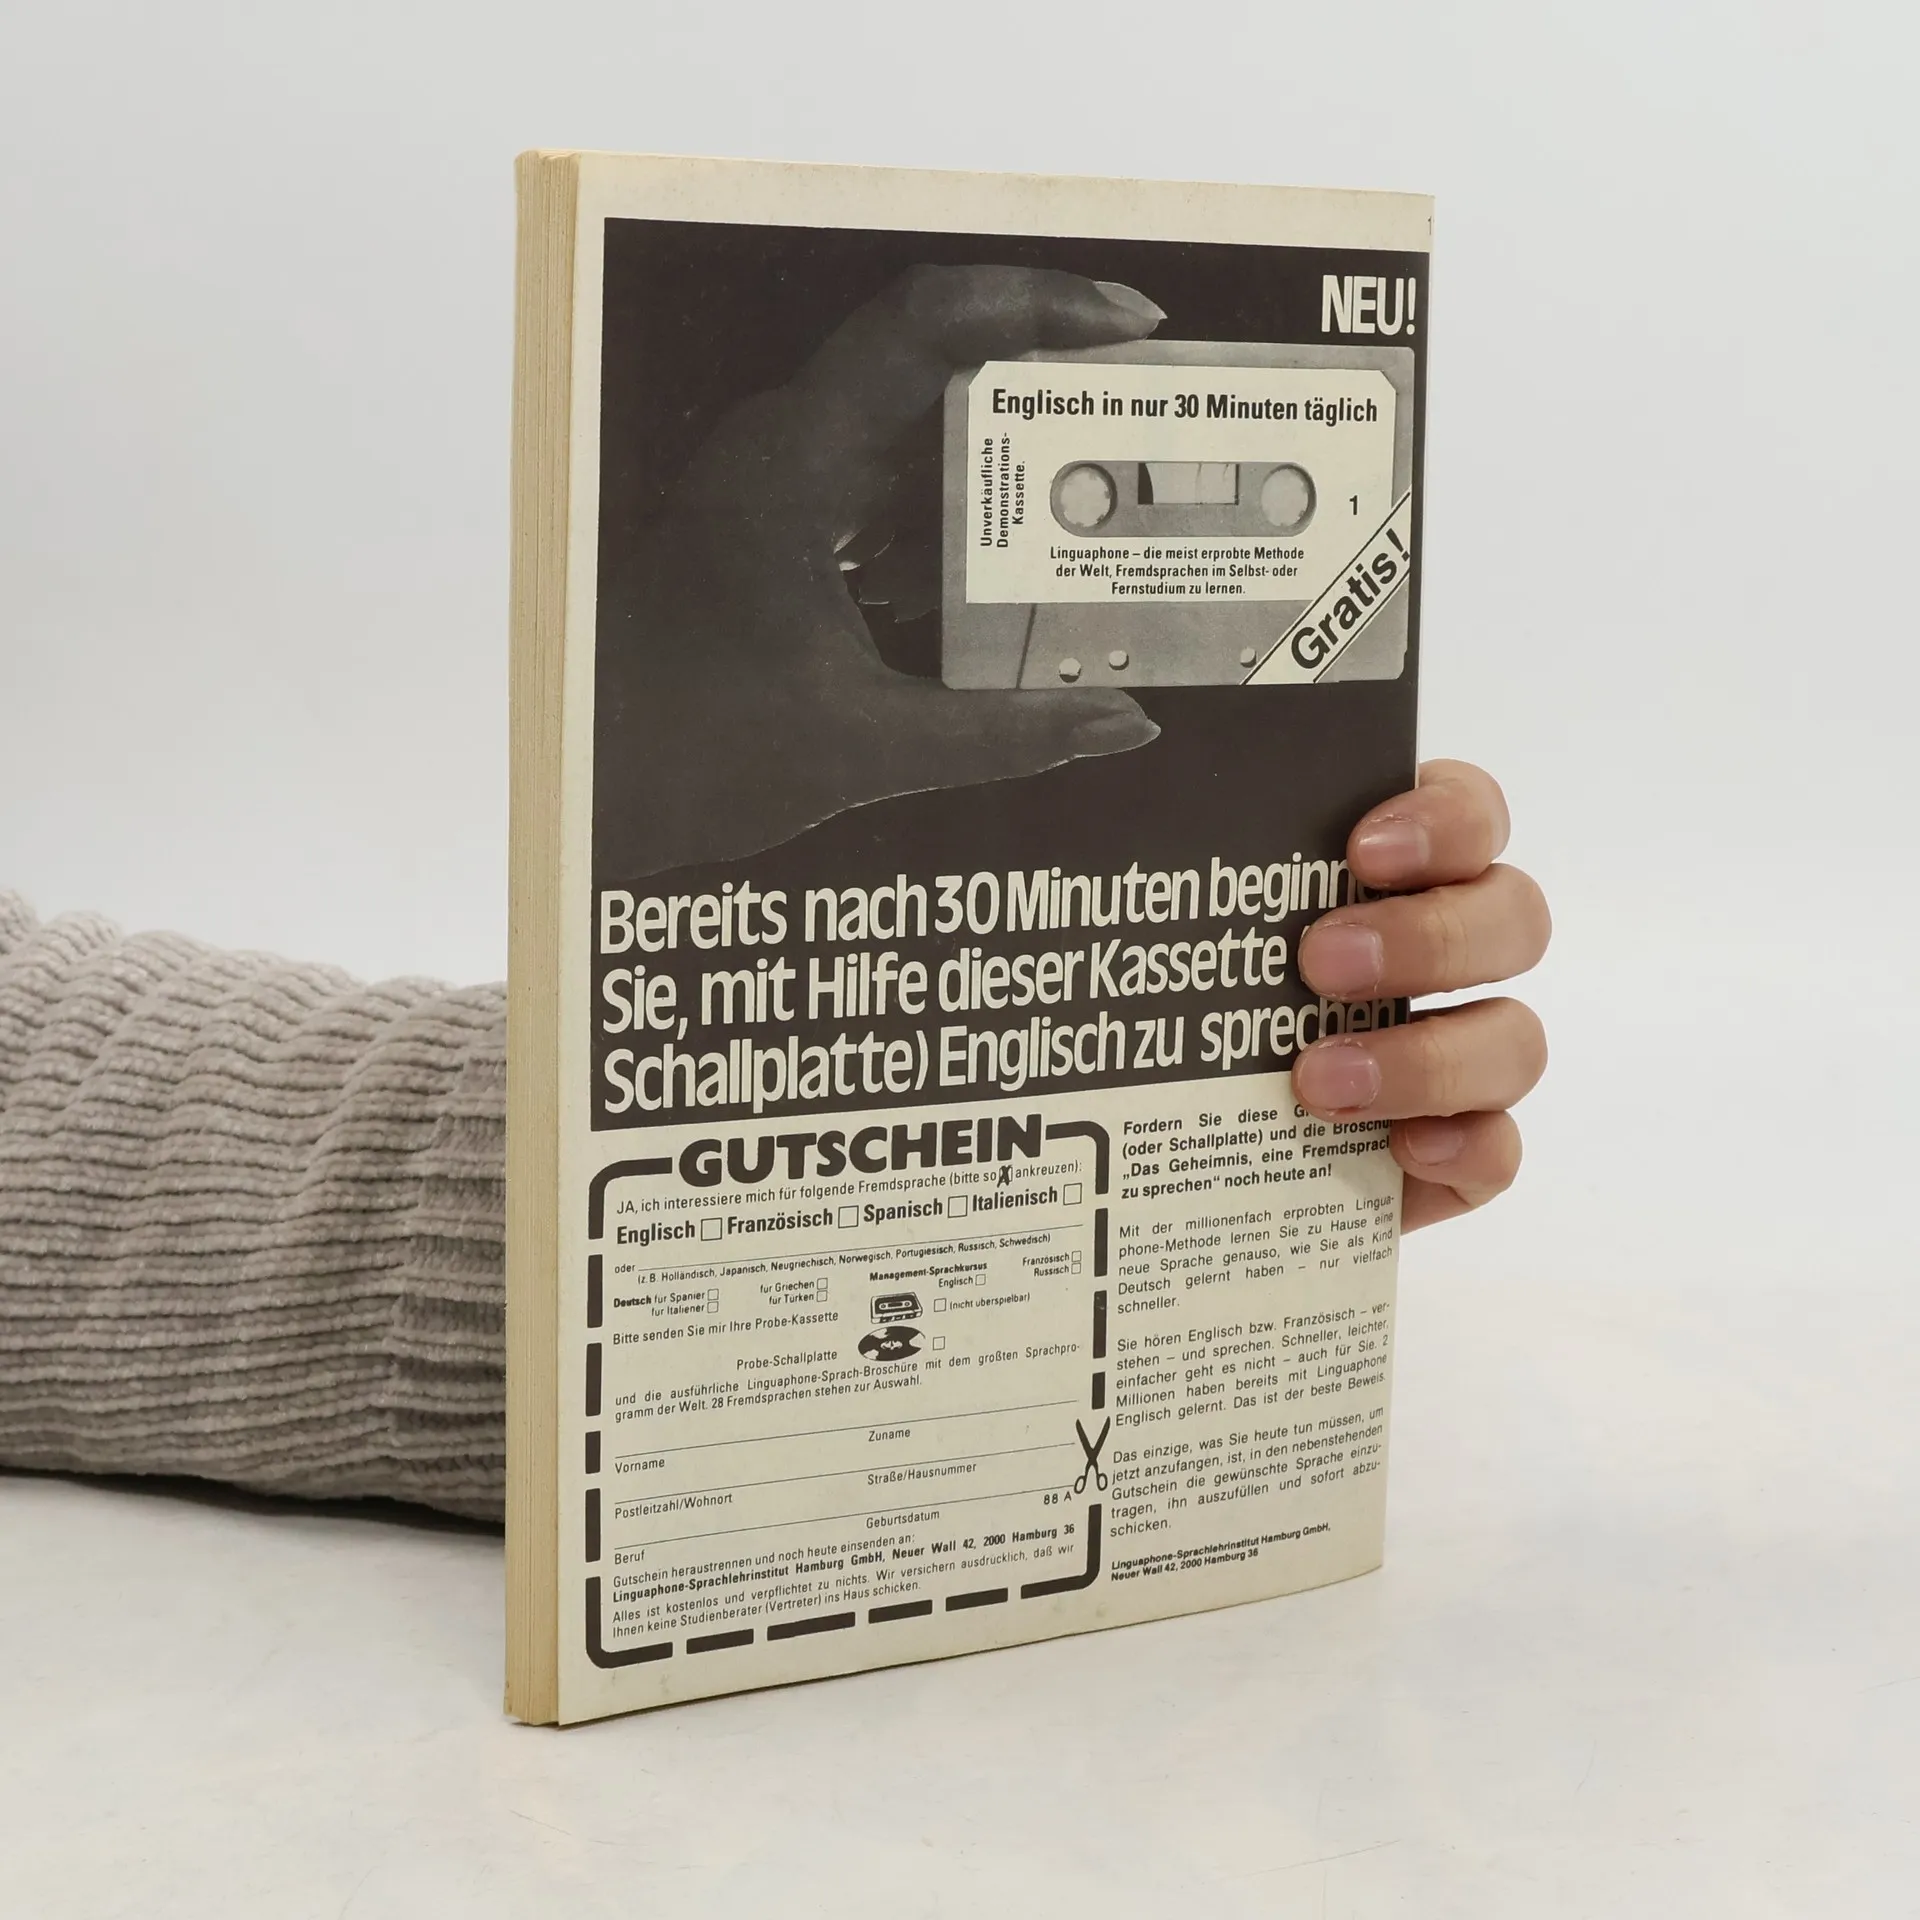 NEU!
Englisch in nur 30 Minuten täglich
Unverkäufliche
Demonstrations-
Kassette.
1
Linguaphone – die meist erprobte Methode
der Welt, Fremdsprachen im Selbst- oder
Fernstudium zu lernen.
Gratis!
Bereits nach 30 Minuten
Sie, mit Hilfe dieser Kassette
Schallplatte) Englisch zu sprechen
GUTSCHEIN
JA, ich interessiere mich für folgende Fremdsprache (bitte so X ankreuzen):
Englisch Französisch Spanisch Italienisch
oder
(z.B. Holländisch, Japanisch, Neugriechisch, Norwegisch, Portugiesisch, Russisch, Schwedisch)
Deutsch für Spanier
für Italiener
für Griechen
für Türken
Management-Sprachkursus
Englisch
Französisch
Russisch
Bitte senden Sie mir Ihre Probe-Kassette
(nicht überspielbar)
Probe-Schallplatte
und die ausführliche Linguaphone-Sprach-Broschüre mit dem größten Sprachpro-
gramm der Welt. 28 Fremdsprachen stehen zur Auswahl.
Vorname
Zuname
Postleitzahl/Wohnort
Straße/Hausnummer
Beruf
Geburtsdatum
88 A
Gutschein heraustrennen und noch heute einsenden an:
Linguaphone-Sprachlehrinstitut Hamburg GmbH, Neuer Wall 42, 2000 Hamburg 36
Alles ist kostenlos und verpflichtet zu nichts. Wir versichern ausdrücklich, daß wir
Ihnen keine Studienberater (Vertreter) ins Haus schicken.
Fordern Sie diese
(oder Schallplatte) und die
„Das Geheimnis, eine
zu sprechen“ noch heute an!
Mit der millionenfach erprobten Lingua-
phone-Methode lernen Sie zu Hause eine
neue Sprache genauso, wie Sie als Kind
Deutsch gelernt haben – nur vielfach
schneller.
Sie hören Englisch bzw. Französisch – ver-
stehen – und sprechen. Schneller, leichter,
einfacher geht es nicht – auch für Sie. 2
Millionen haben bereits mit Linguaphone
Englisch gelernt. Das ist der beste Beweis.
Das einzige, was Sie heute tun müssen, um
jetzt anzufangen, ist, in den nebenstehenden
Gutschein die gewünschte Sprache einzu-
tragen, ihn auszufüllen und sofort abzu-
schicken.
Linguaphone-Sprachlehrinstitut Hamburg GmbH,
Neuer Wall 42, 2000 Hamburg 36